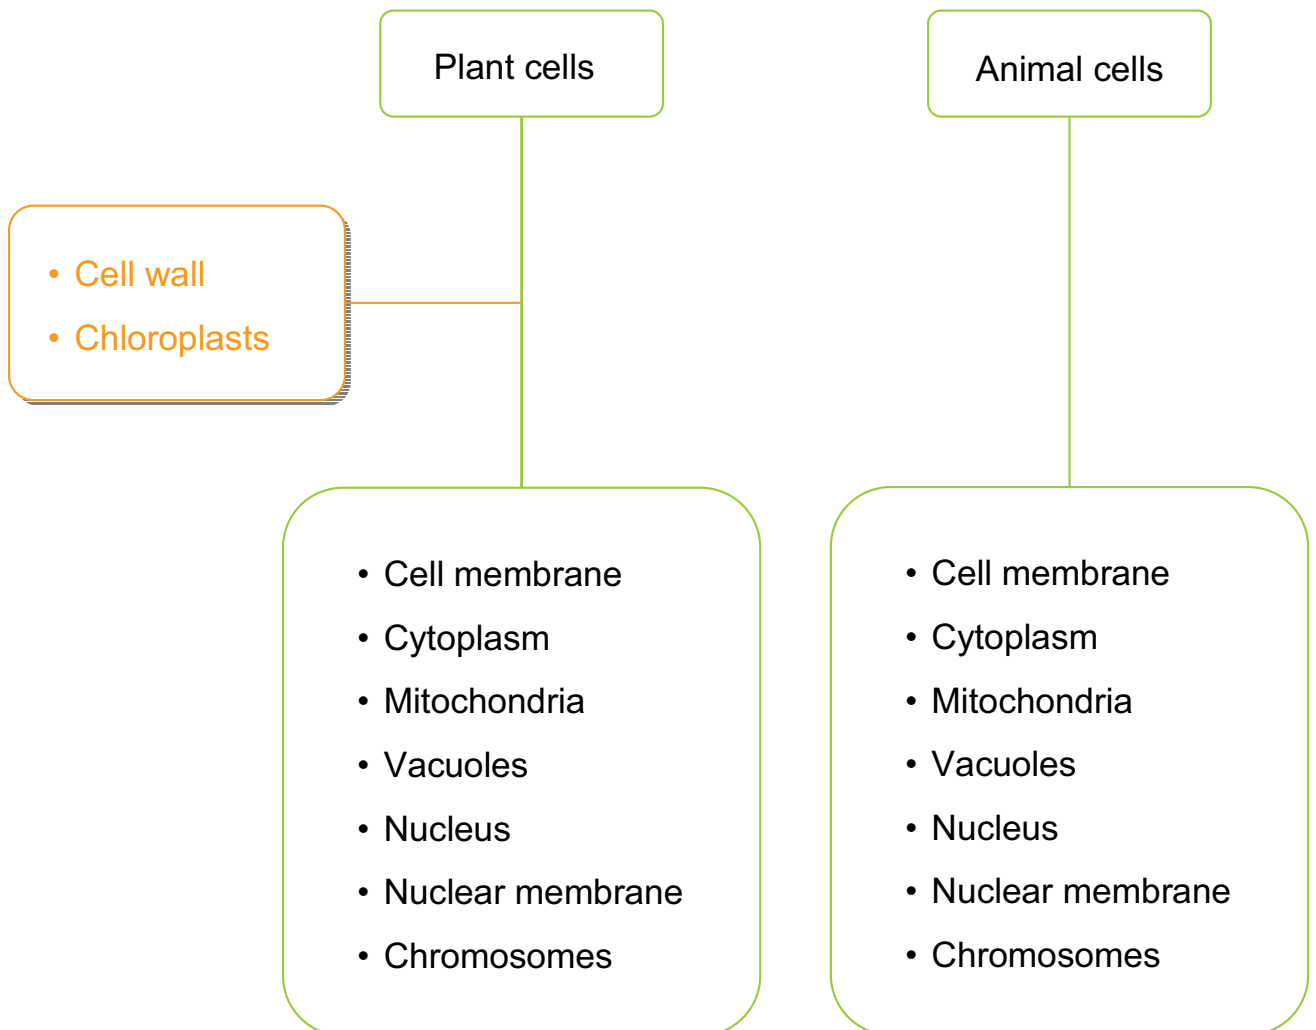 Plant cells
Animal cells
• Cell wall
• Chloroplasts
• Cell membrane
• Cytoplasm
• Mitochondria
• Vacuoles
• Nucleus
• Nuclear membrane
• Chromosomes
• Cell membrane
• Cytoplasm
• Mitochondria
• Vacuoles
• Nucleus
• Nuclear membrane
• Chromosomes